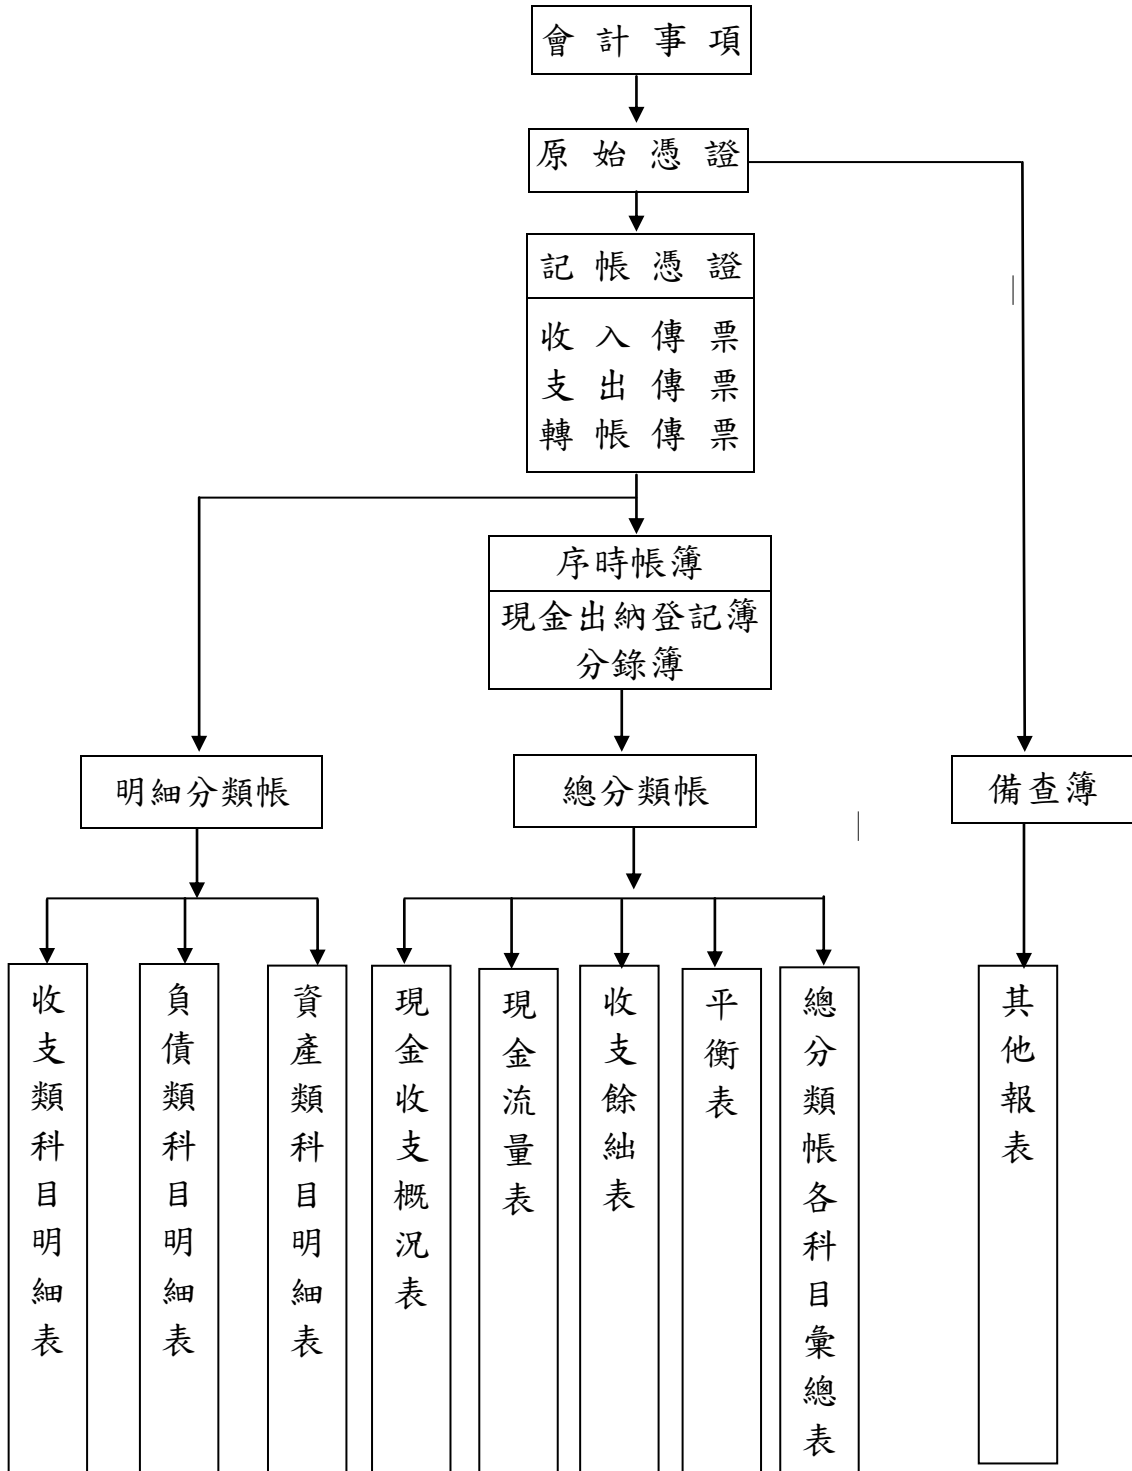 會計事項
原始憑證
記帳憑證
收入傳票
支出傳票
轉帳傳票
序時帳簿
現金出納登記簿
分錄簿
明細分類帳
總分類帳
備查簿
收支類科目明細表
負債類科目明細表
資產類科目明細表
現金收支概況表
現金流量表
收支餘絀表
平衡表
總分類帳各科目彙總表
其他報表